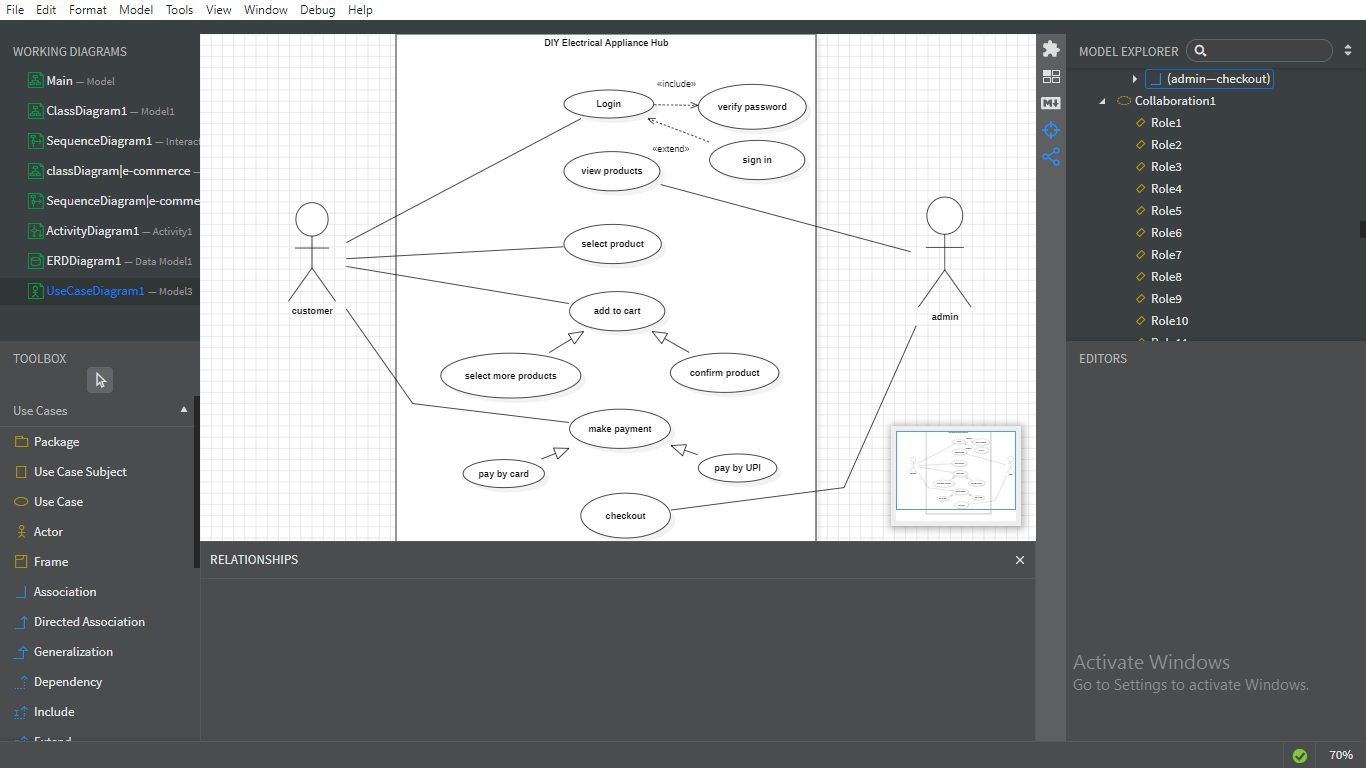 File Edit Format Model Tools View Window Debug Help
WORKING DIAGRAMS
Main — Model
ClassDiagram1 — Model1
SequenceDiagram1 — Interact
classDiagram|e-commerce —
SequenceDiagram|e-comme
ActivityDiagram1 — Activity1
ERDDiagram1 — Data Model1
UseCaseDiagram1 — Model3
TOOLBOX
Use Cases
Package
Use Case Subject
Use Case
Actor
Frame
Association
Directed Association
Generalization
Dependency
Include
Extend
DIY Electrical Appliance Hub
«include»
Login
verify password
«extend»
sign in
view products
select product
customer
add to cart
admin
select more products
confirm product
make payment
pay by card
pay by UPI
checkout
RELATIONSHIPS
×
MODEL EXPLORER
(admin—checkout)
Collaboration1
Role1
Role2
Role3
Role4
Role5
Role6
Role7
Role8
Role9
Role10
EDITORS
Activate Windows
Go to Settings to activate Windows.
70%